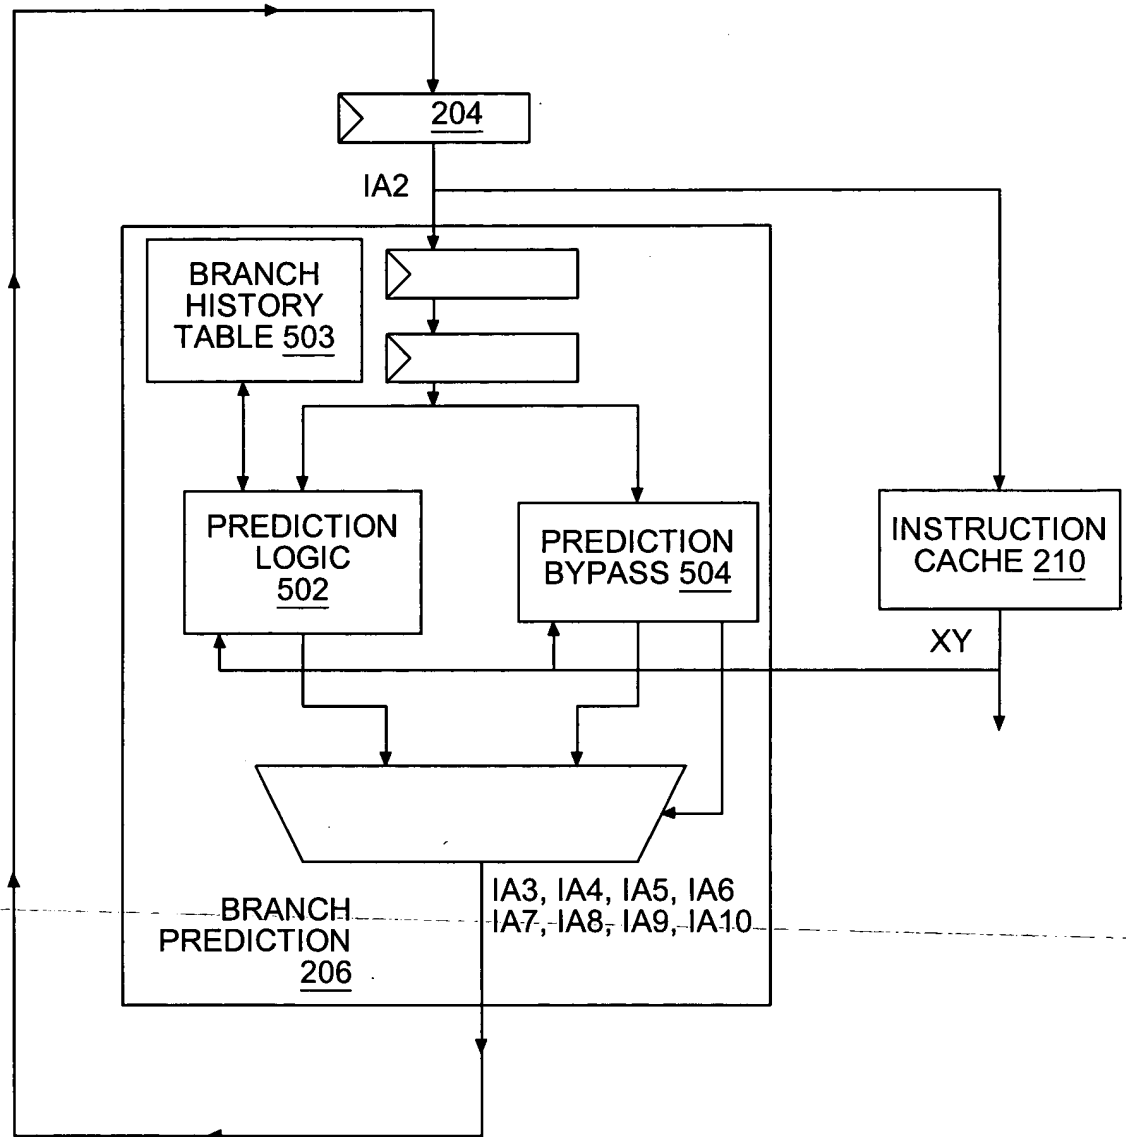 204
IA2
BRANCH
HISTORY
TABLE 503
PREDICTION
LOGIC
502
PREDICTION
BYPASS 504
INSTRUCTION
CACHE 210
XY
IA3, IA4, IA5, IA6
IA7, IA8, IA9, IA10
BRANCH
PREDICTION
206